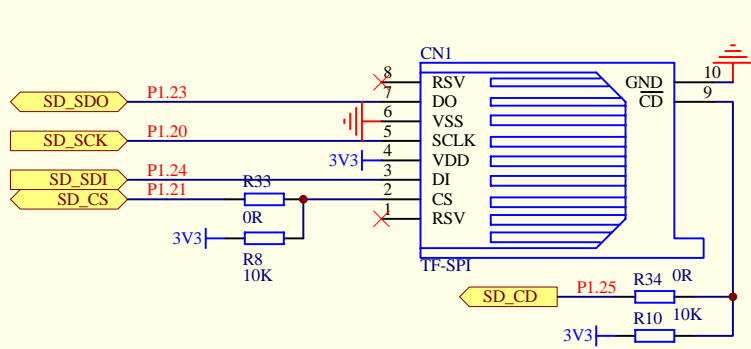 CN1
8 RSV GND 10
SD_SDO P1.23 7 DO CD 9
6 VSS
SD_SCK P1.20 5 SCLK
3V3 4 VDD
SD_SDI P1.24 3 DI
SD_CS P1.21 R33 2 CS
0R 1 RSV
3V3
R8
10K
TF-SPI
SD_CD P1.25 R34 0R
R10 10K
3V3